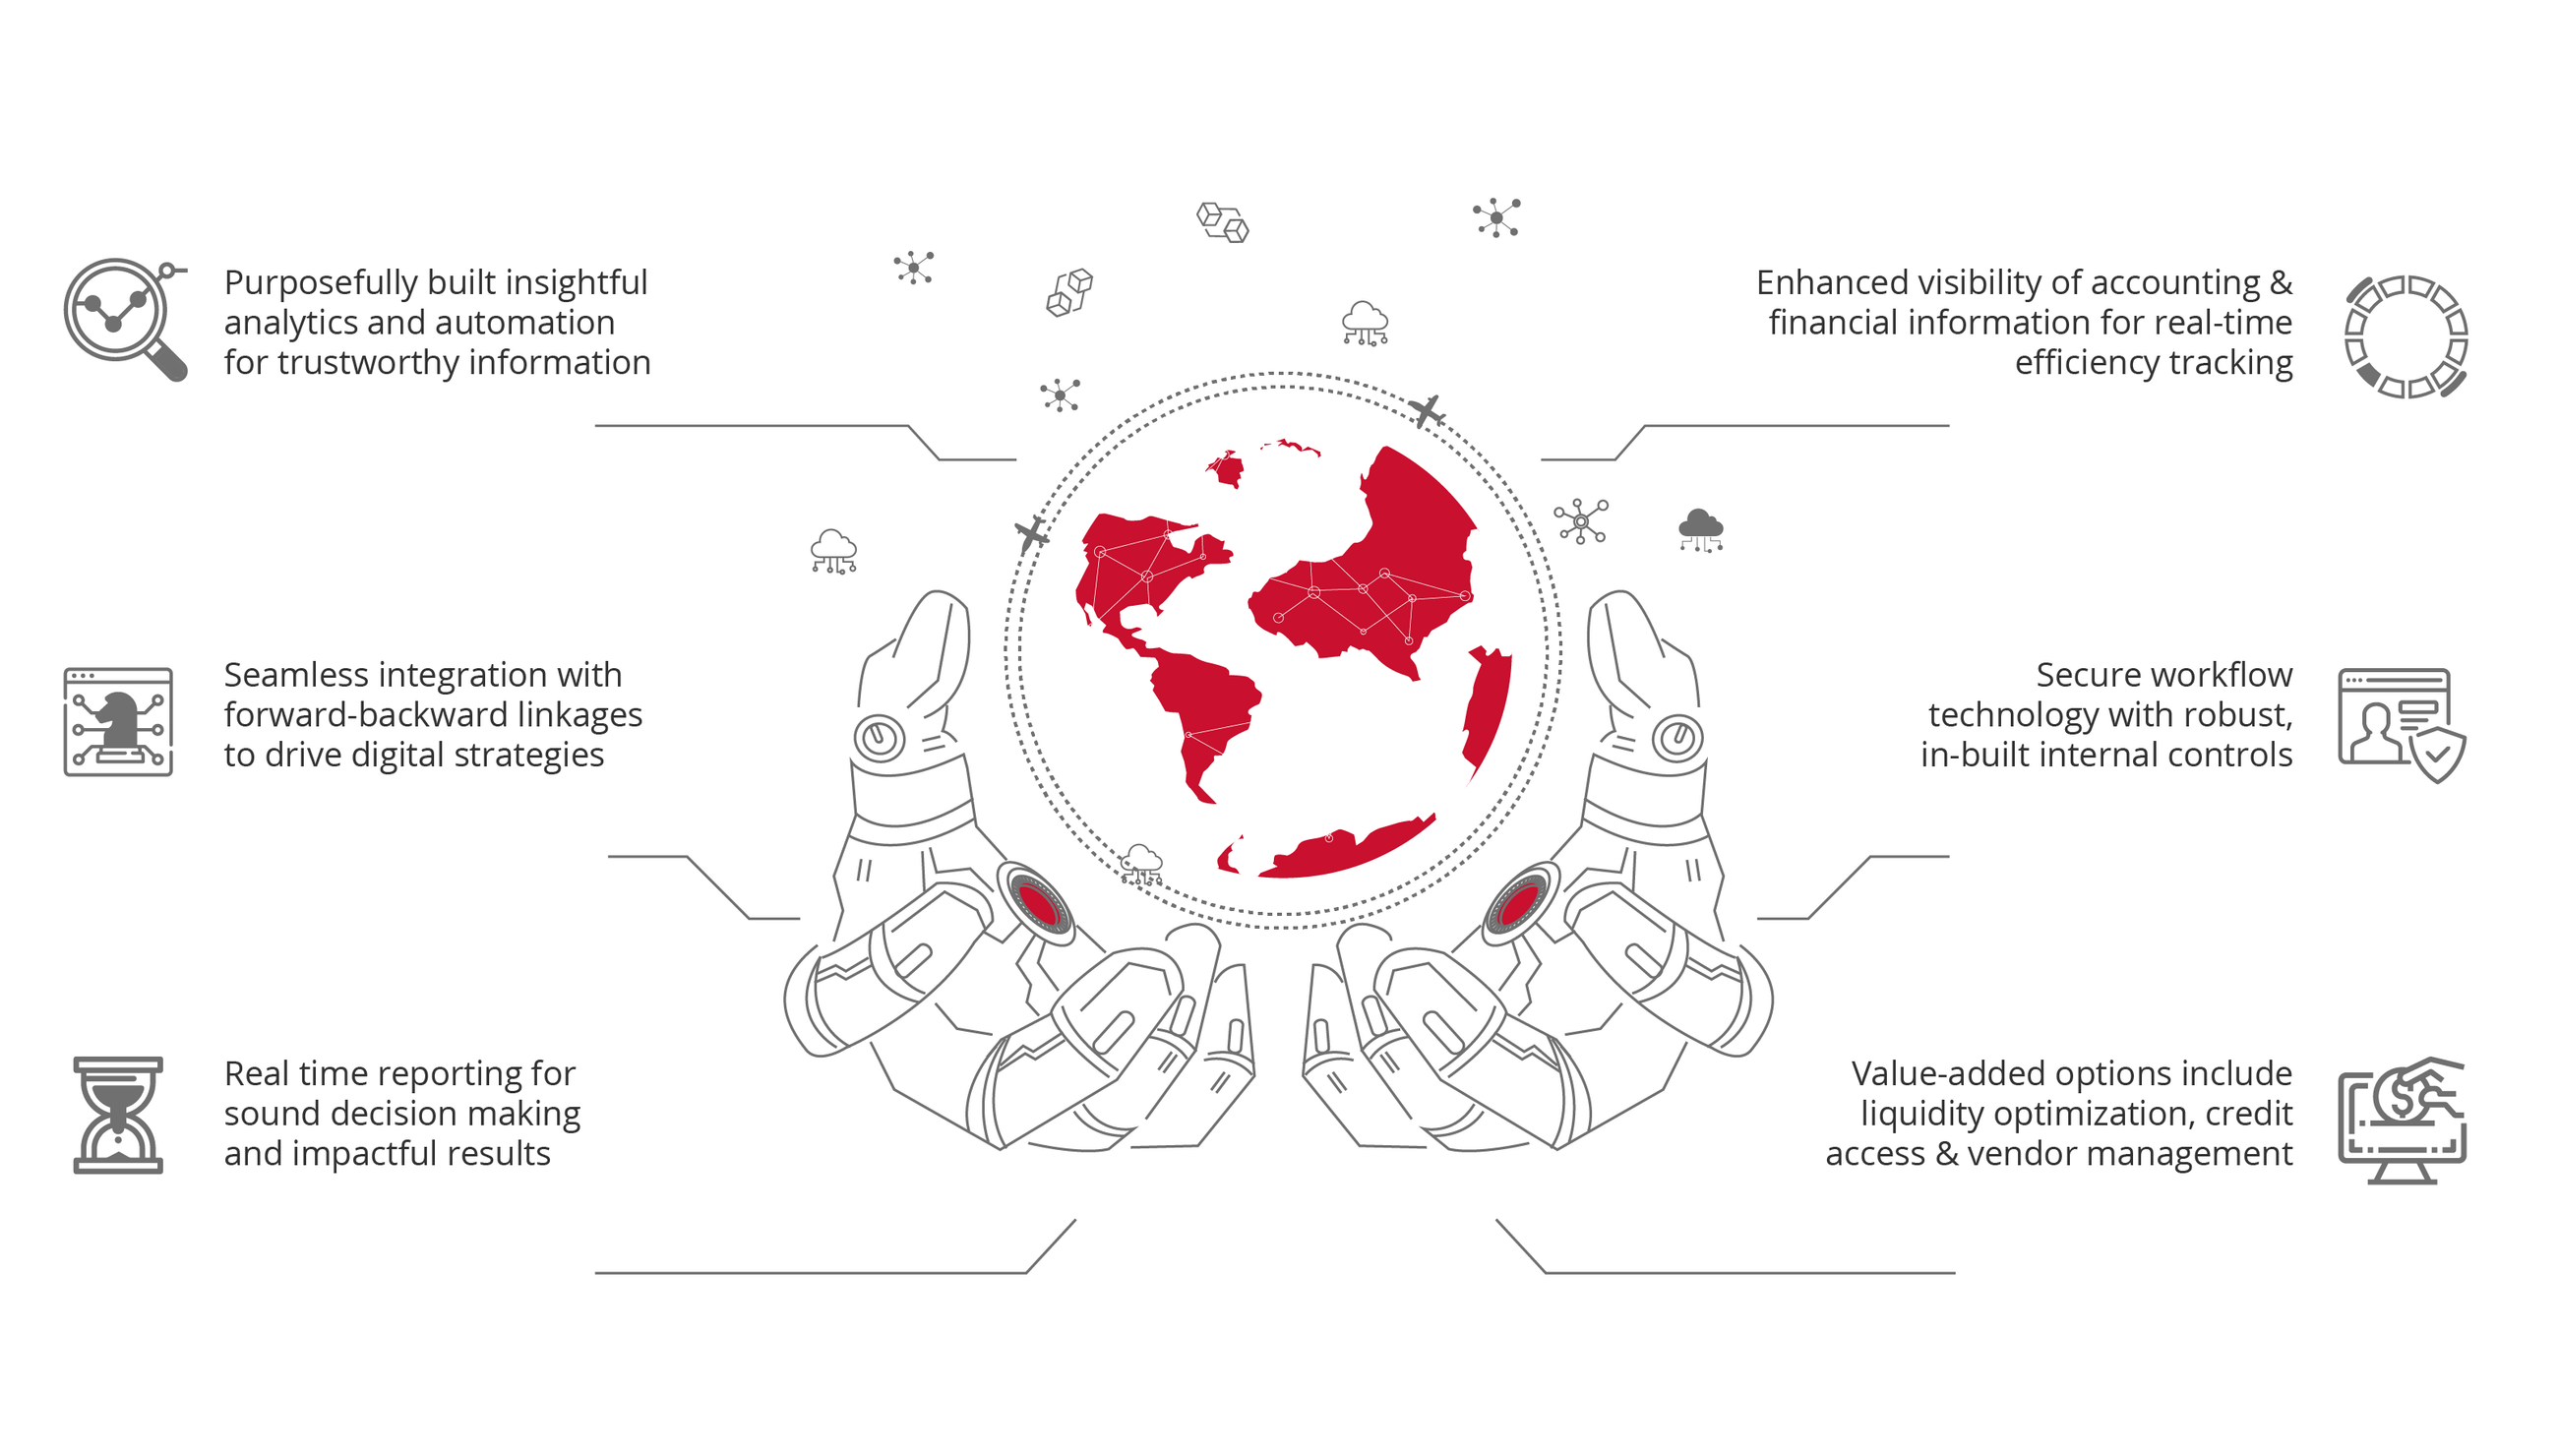 Purposefully built insightful
analytics and automation
for trustworthy information
Seamless integration with
forward-backward linkages
to drive digital strategies
Real time reporting for
sound decision making
and impactful results
Enhanced visibility of accounting &
financial information for real-time
efficiency tracking
Secure workflow
technology with robust,
in-built internal controls
Value-added options include
liquidity optimization, credit
access & vendor management